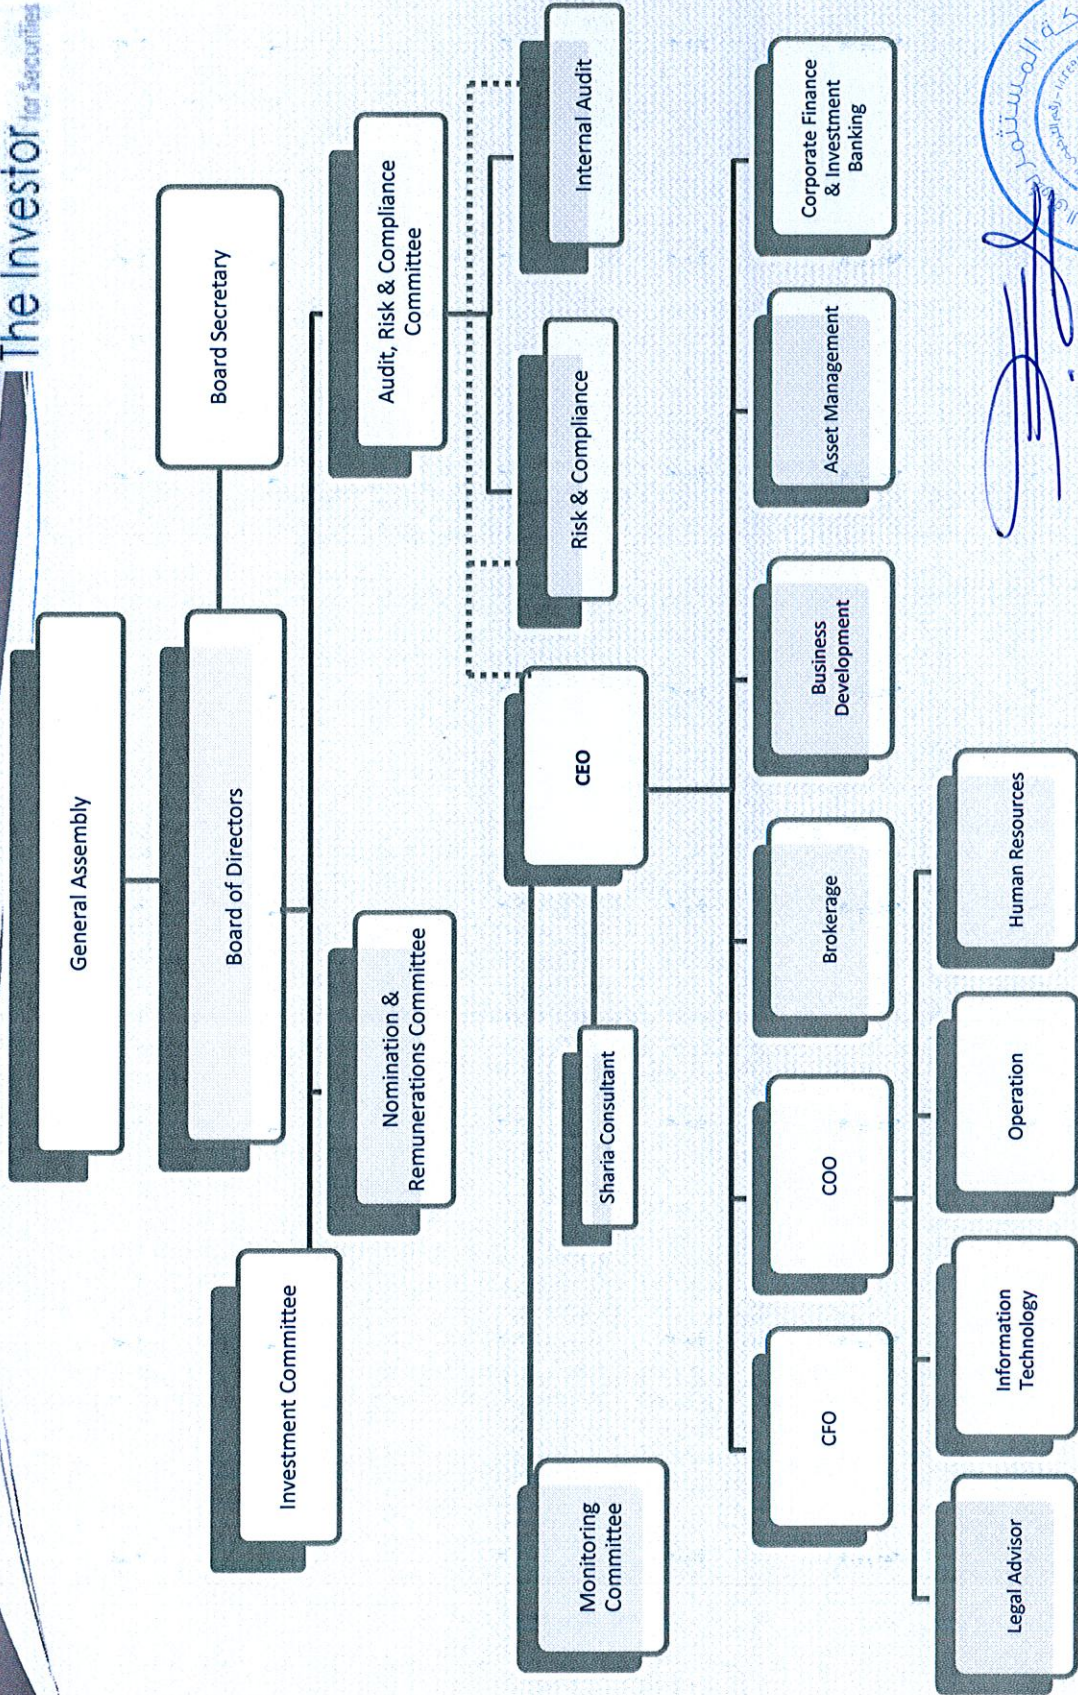 The Investor for Securities
General Assembly
Board Secretary
Board of Directors
Investment Committee
Nomination &
Remunerations Committee
Audit, Risk & Compliance
Committee
Monitoring
Committee
CEO
Sharia Consultant
Risk & Compliance
Internal Audit
CFO
COO
Brokerage
Business
Development
Asset Management
Corporate Finance
& Investment
Banking
Legal Advisor
Information
Technology
Operation
Human Resources